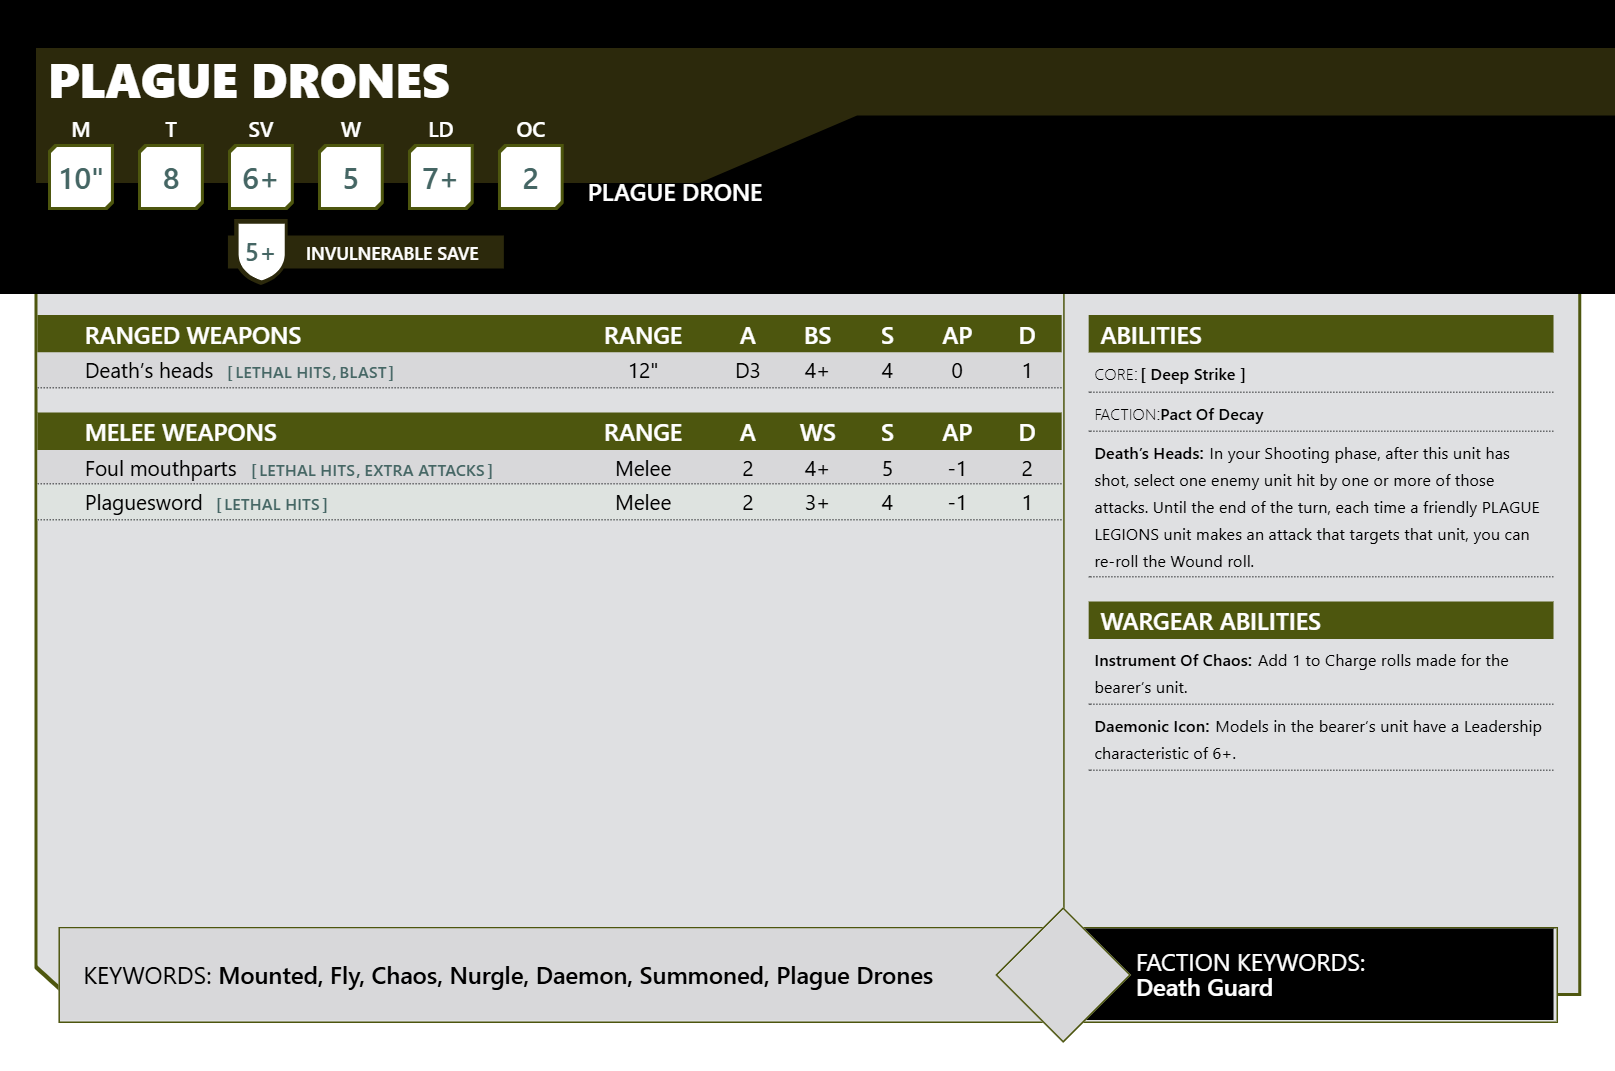 PLAGUE DRONES
M T SV W LD OC
10" 8 6+ 5 7+ 2
PLAGUE DRONE
5+ INVULNERABLE SAVE
RANGED WEAPONS RANGE A BS S AP D
Death's heads [LETHAL HITS, BLAST] 12" D3 4+ 4 0 1
MELEE WEAPONS RANGE A WS S AP D
Foul mouthparts [LETHAL HITS, EXTRA ATTACKS] Melee 2 4+ 5 -1 2
Plaguesword [LETHAL HITS] Melee 2 3+ 4 -1 1
ABILITIES
CORE: [ Deep Strike ]
FACTION:Pact Of Decay
Death's Heads: In your Shooting phase, after this unit has
shot, select one enemy unit hit by one or more of those
attacks. Until the end of the turn, each time a friendly PLAGUE
LEGIONS unit makes an attack that targets that unit, you can
re-roll the Wound roll.
WARGEAR ABILITIES
Instrument Of Chaos: Add 1 to Charge rolls made for the
bearer's unit.
Daemonic Icon: Models in the bearer's unit have a Leadership
characteristic of 6+.
KEYWORDS: Mounted, Fly, Chaos, Nurgle, Daemon, Summoned, Plague Drones
FACTION KEYWORDS:
Death Guard